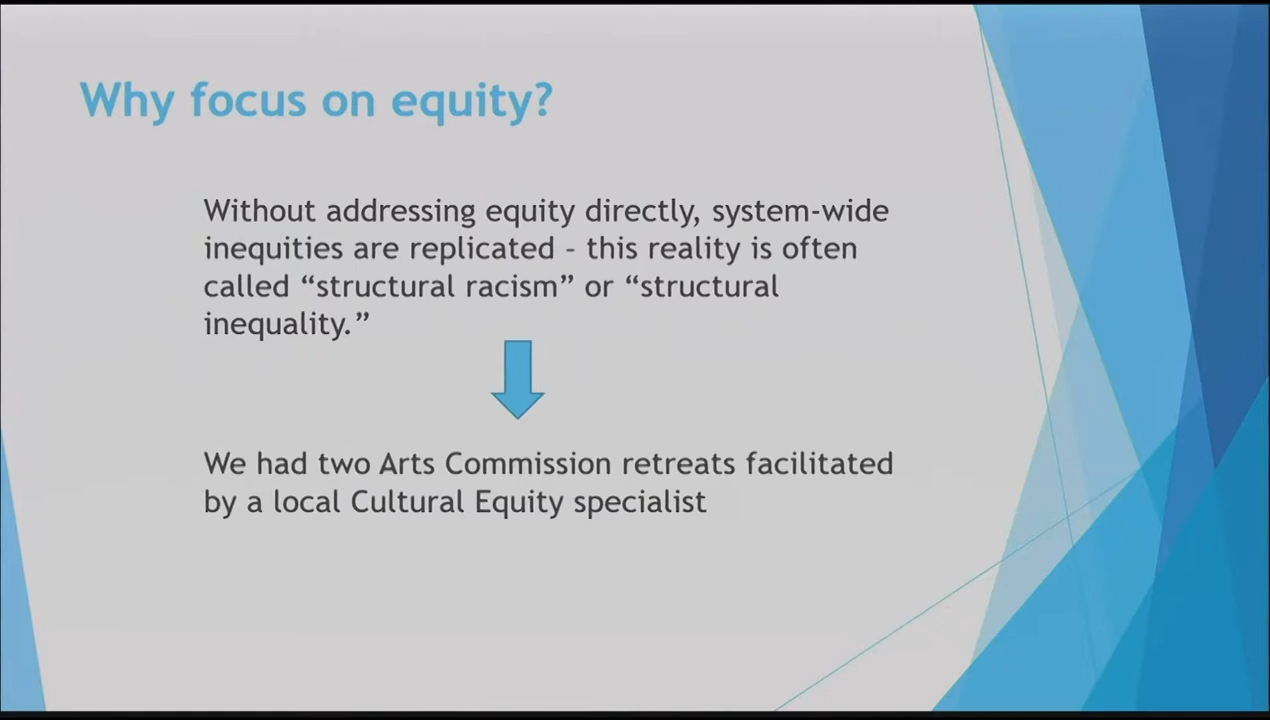 Why focus on equity?
Without addressing equity directly, system-wide
inequities are replicated – this reality is often
called “structural racism” or “structural
inequality.”
We had two Arts Commission retreats facilitated
by a local Cultural Equity specialist